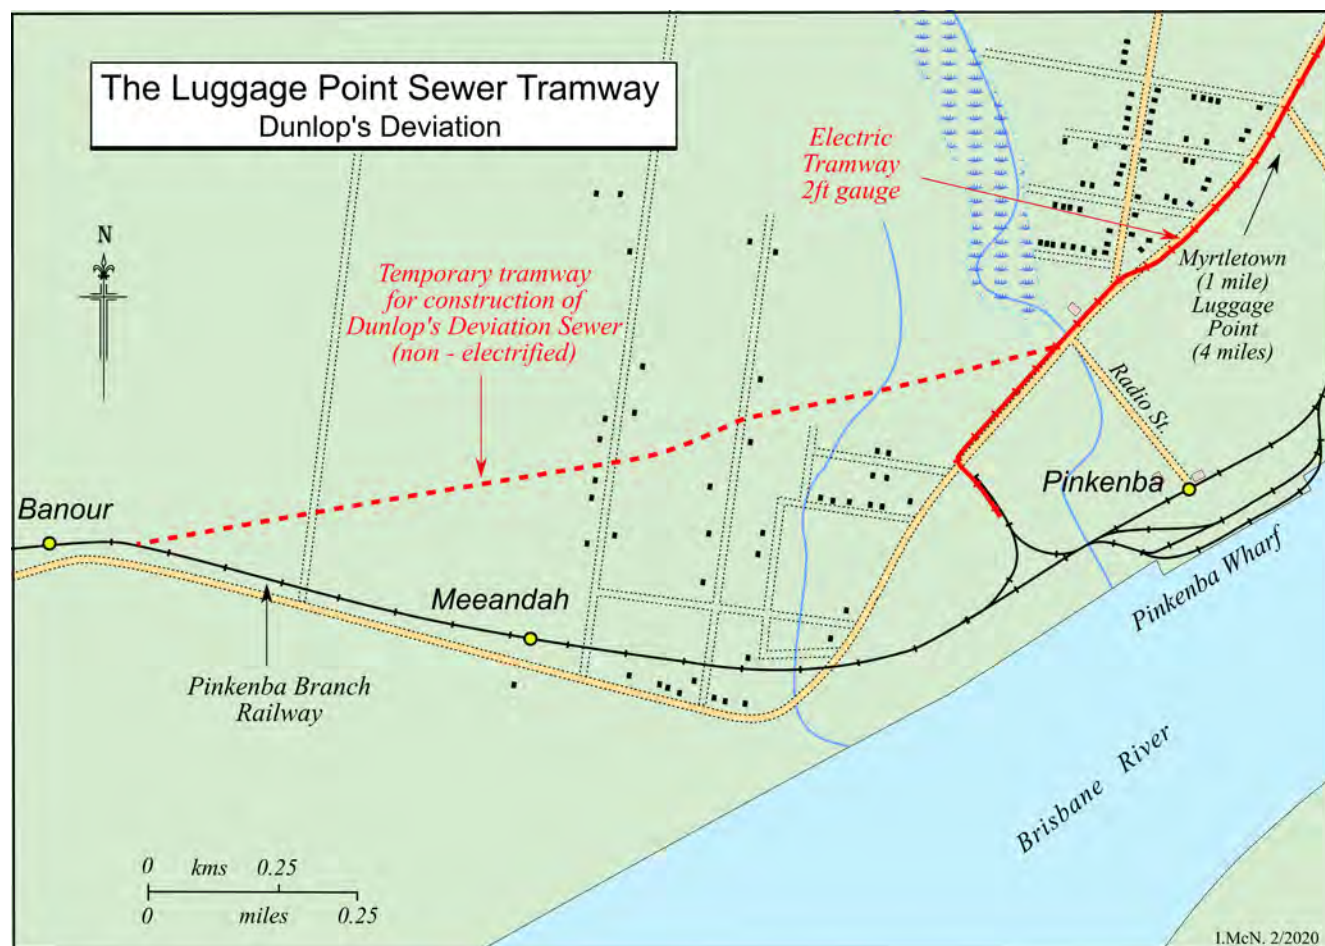 The Luggage Point Sewer Tramway
Dunlop's Deviation
Electric
Tramway
2ft gauge
N
Temporary tramway
for construction of
Dunlop's Deviation Sewer
(non - electrified)
Myrtletown
(1 mile)
Luggage
Point
(4 miles)
Radio St.
Pinkenba
Banour
Meeandah
Pinkenba Wharf
Pinkenba Branch
Railway
Brisbane River
0 kms 0.25
0 miles 0.25
I.McN. 2/2020